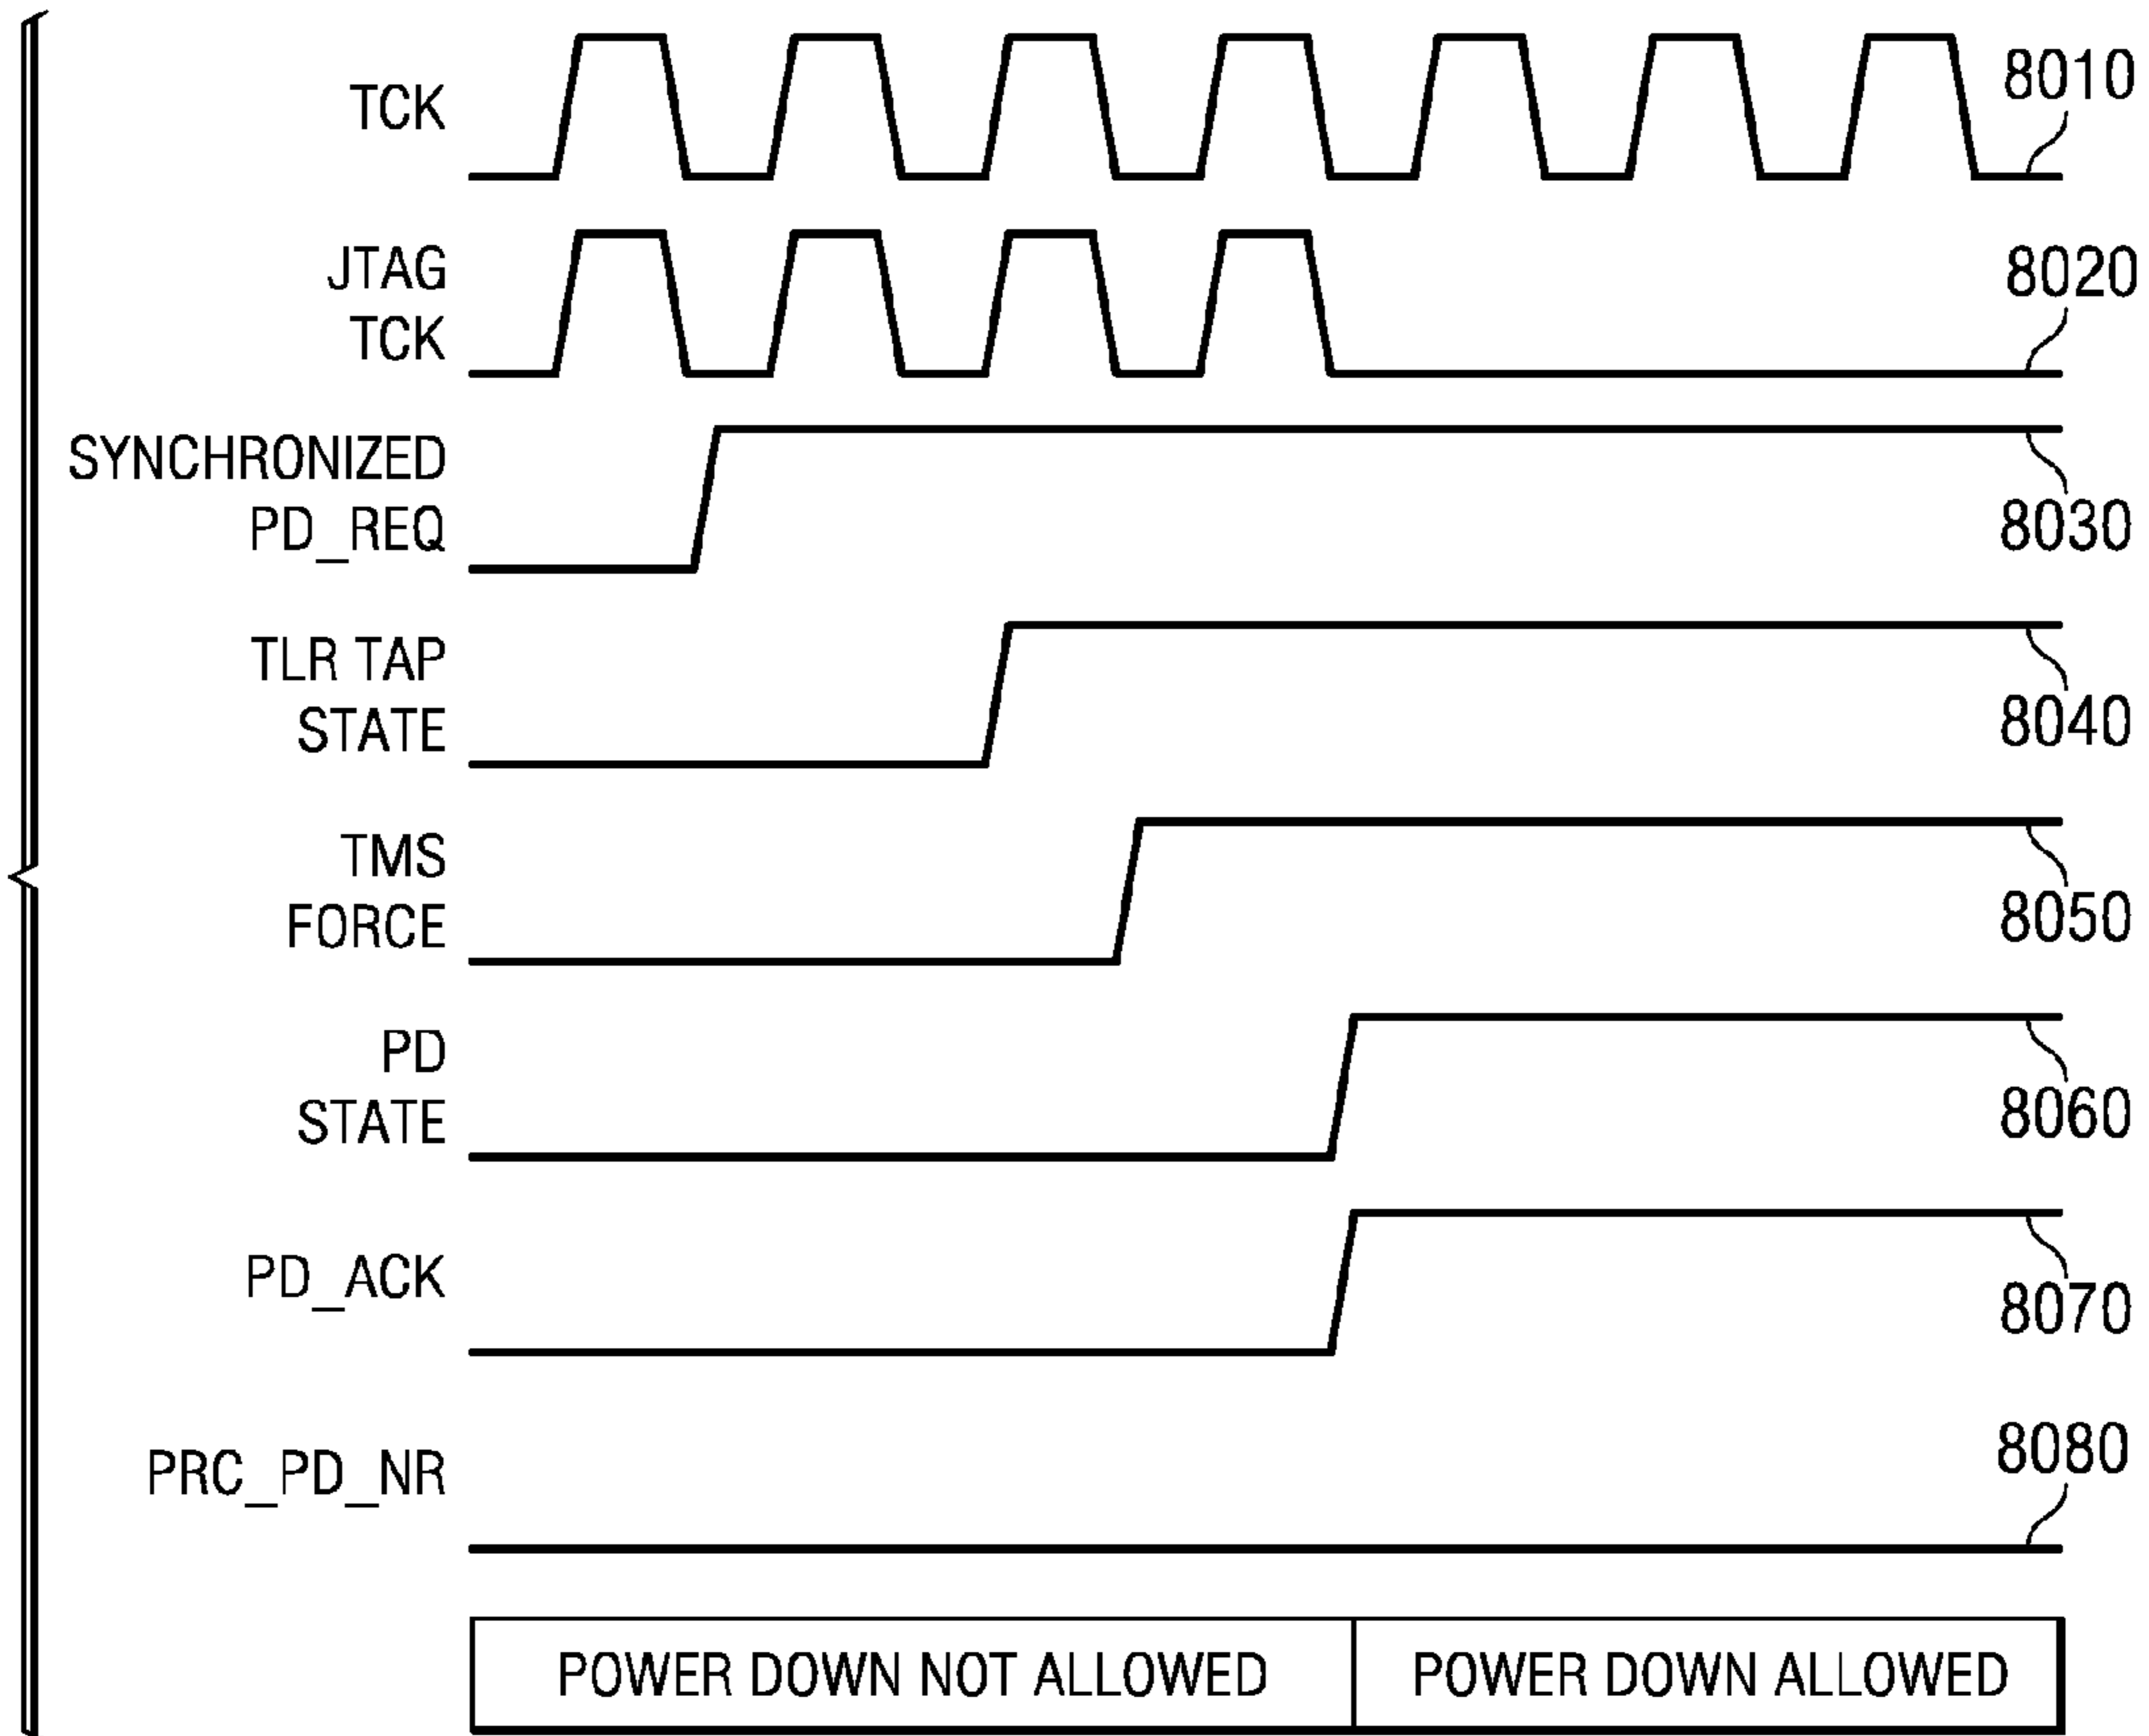 TCK
8010
JTAG
TCK
8020
SYNCHRONIZED
PD_REQ
8030
TLR TAP
STATE
8040
TMS
FORCE
8050
PD
STATE
8060
PD_ACK
8070
PRC_PD_NR
8080
POWER DOWN NOT ALLOWED
POWER DOWN ALLOWED